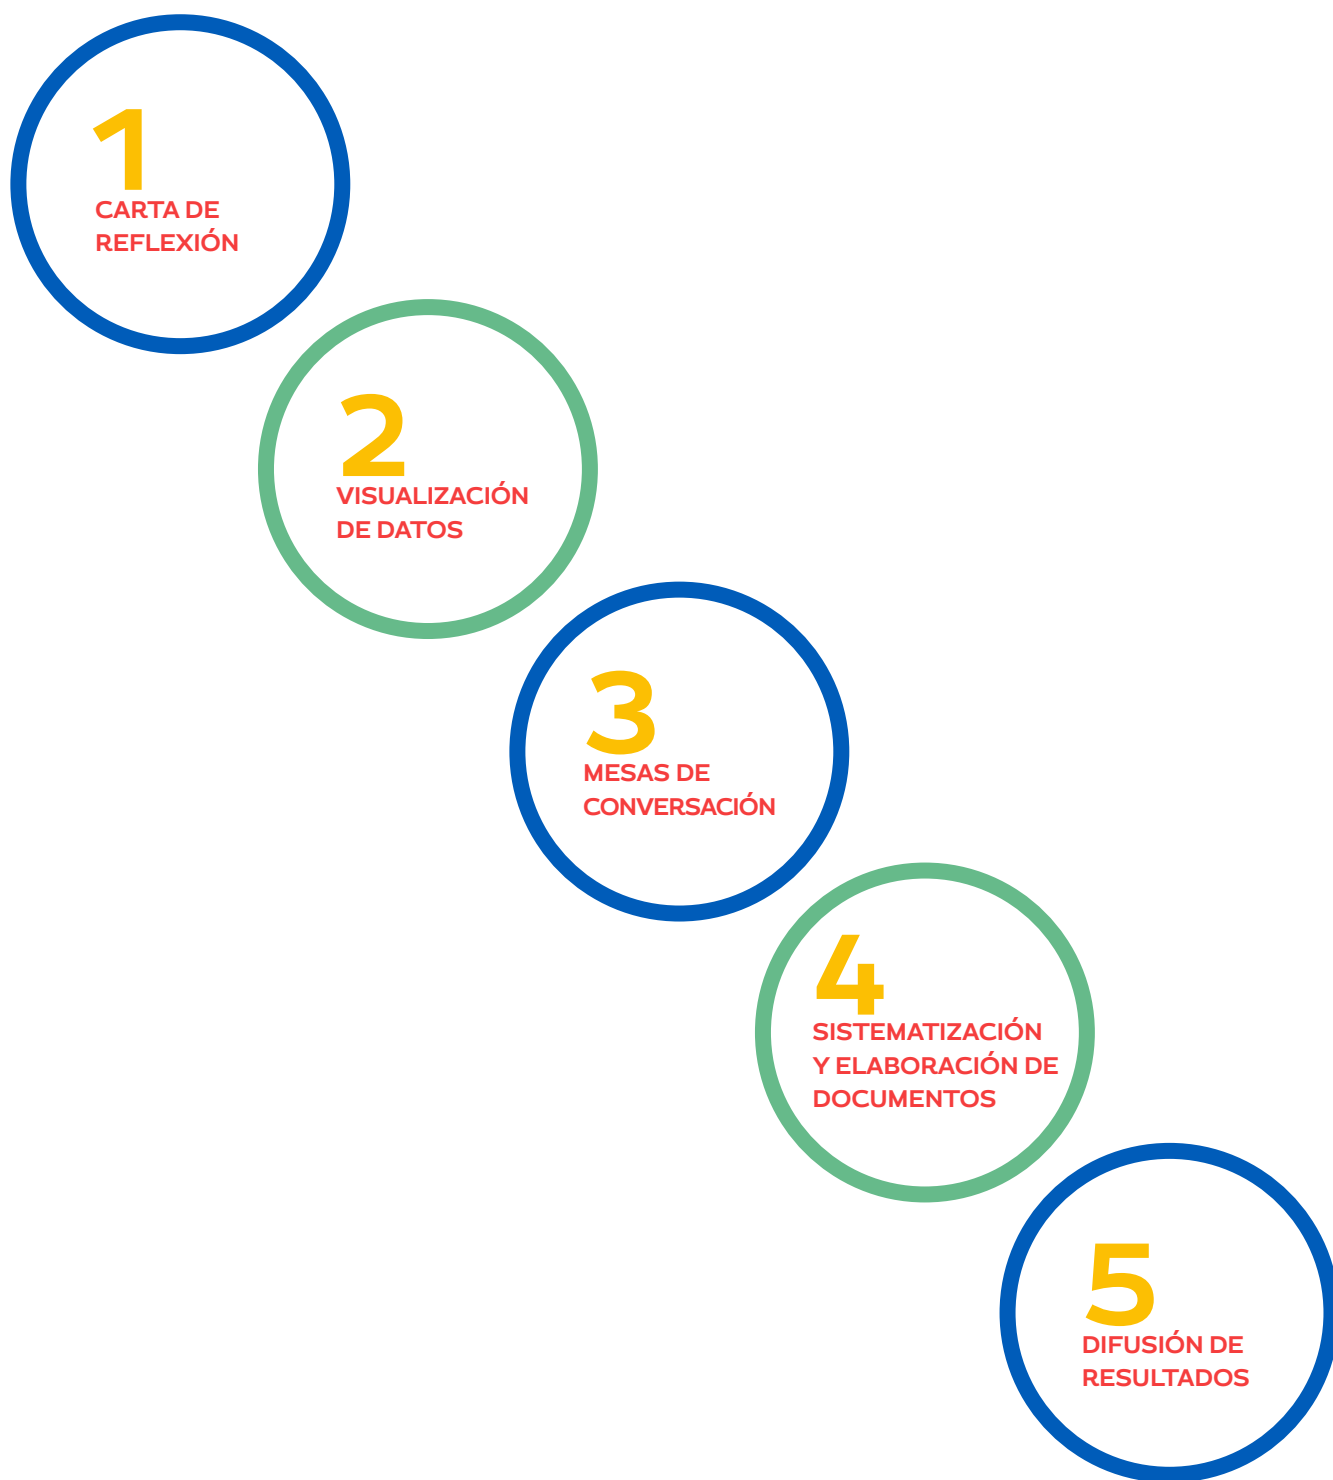 1
CARTA DE
REFLEXIÓN
2
VISUALIZACIÓN
DE DATOS
3
MESAS DE
CONVERSACIÓN
4
SISTEMATIZACIÓN
Y ELABORACIÓN DE
DOCUMENTOS
5
DIFUSIÓN DE
RESULTADOS